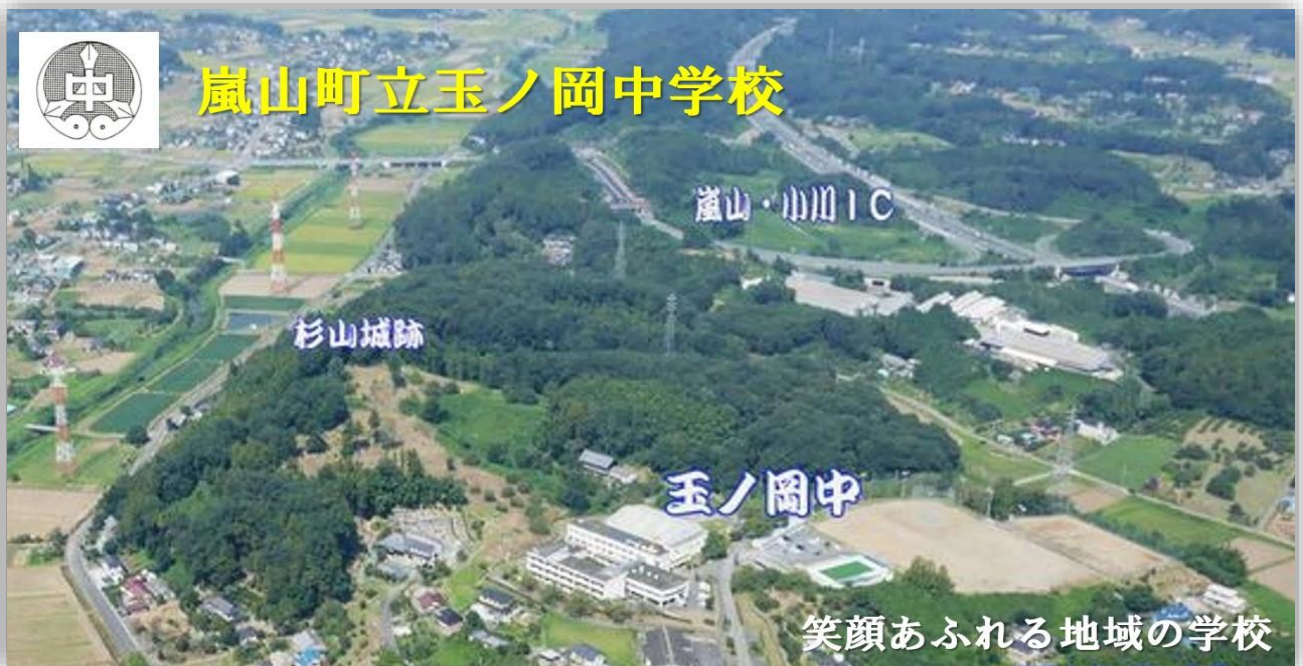 中
嵐山町立玉ノ岡中学校
嵐山・小川IC
杉山城跡
玉ノ岡中
笑顔あふれる地域の学校